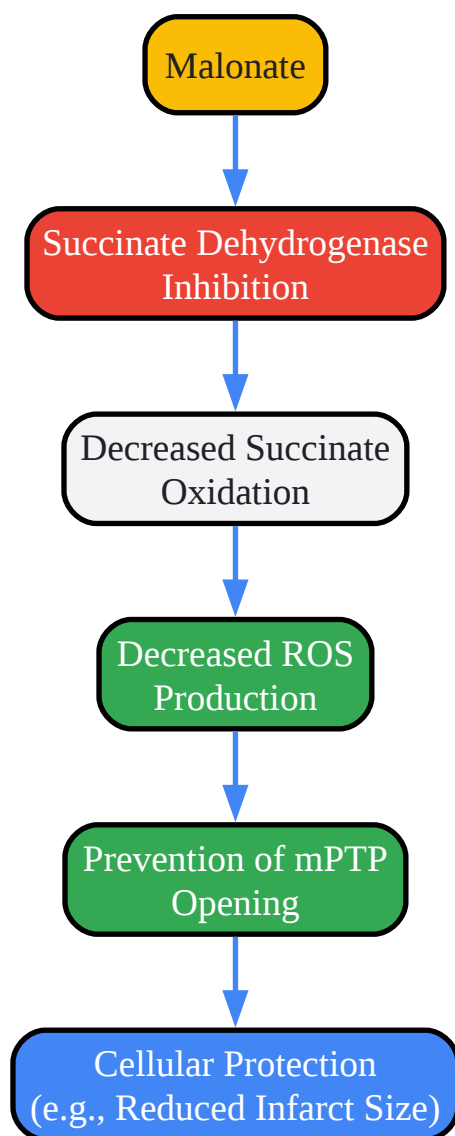 Malonate
Succinate Dehydrogenase
Inhibition
Decreased Succinate
Oxidation
Decreased ROS
Production
Prevention of mPTP
Opening
Cellular Protection
(e.g., Reduced Infarct Size)